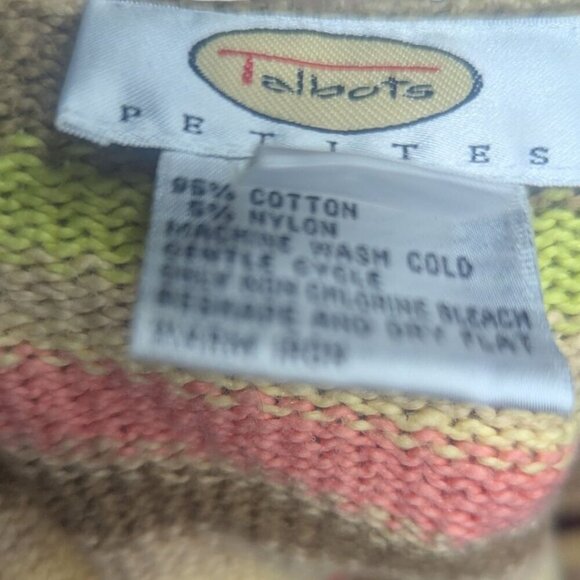 Talbots
PETITES
95% COTTON
5% NYLON
MACHINE WASH COLD
GENTLE CYCLE
ONLY NON CHLORINE BLEACH
RESHAPE AND DRY FLAT